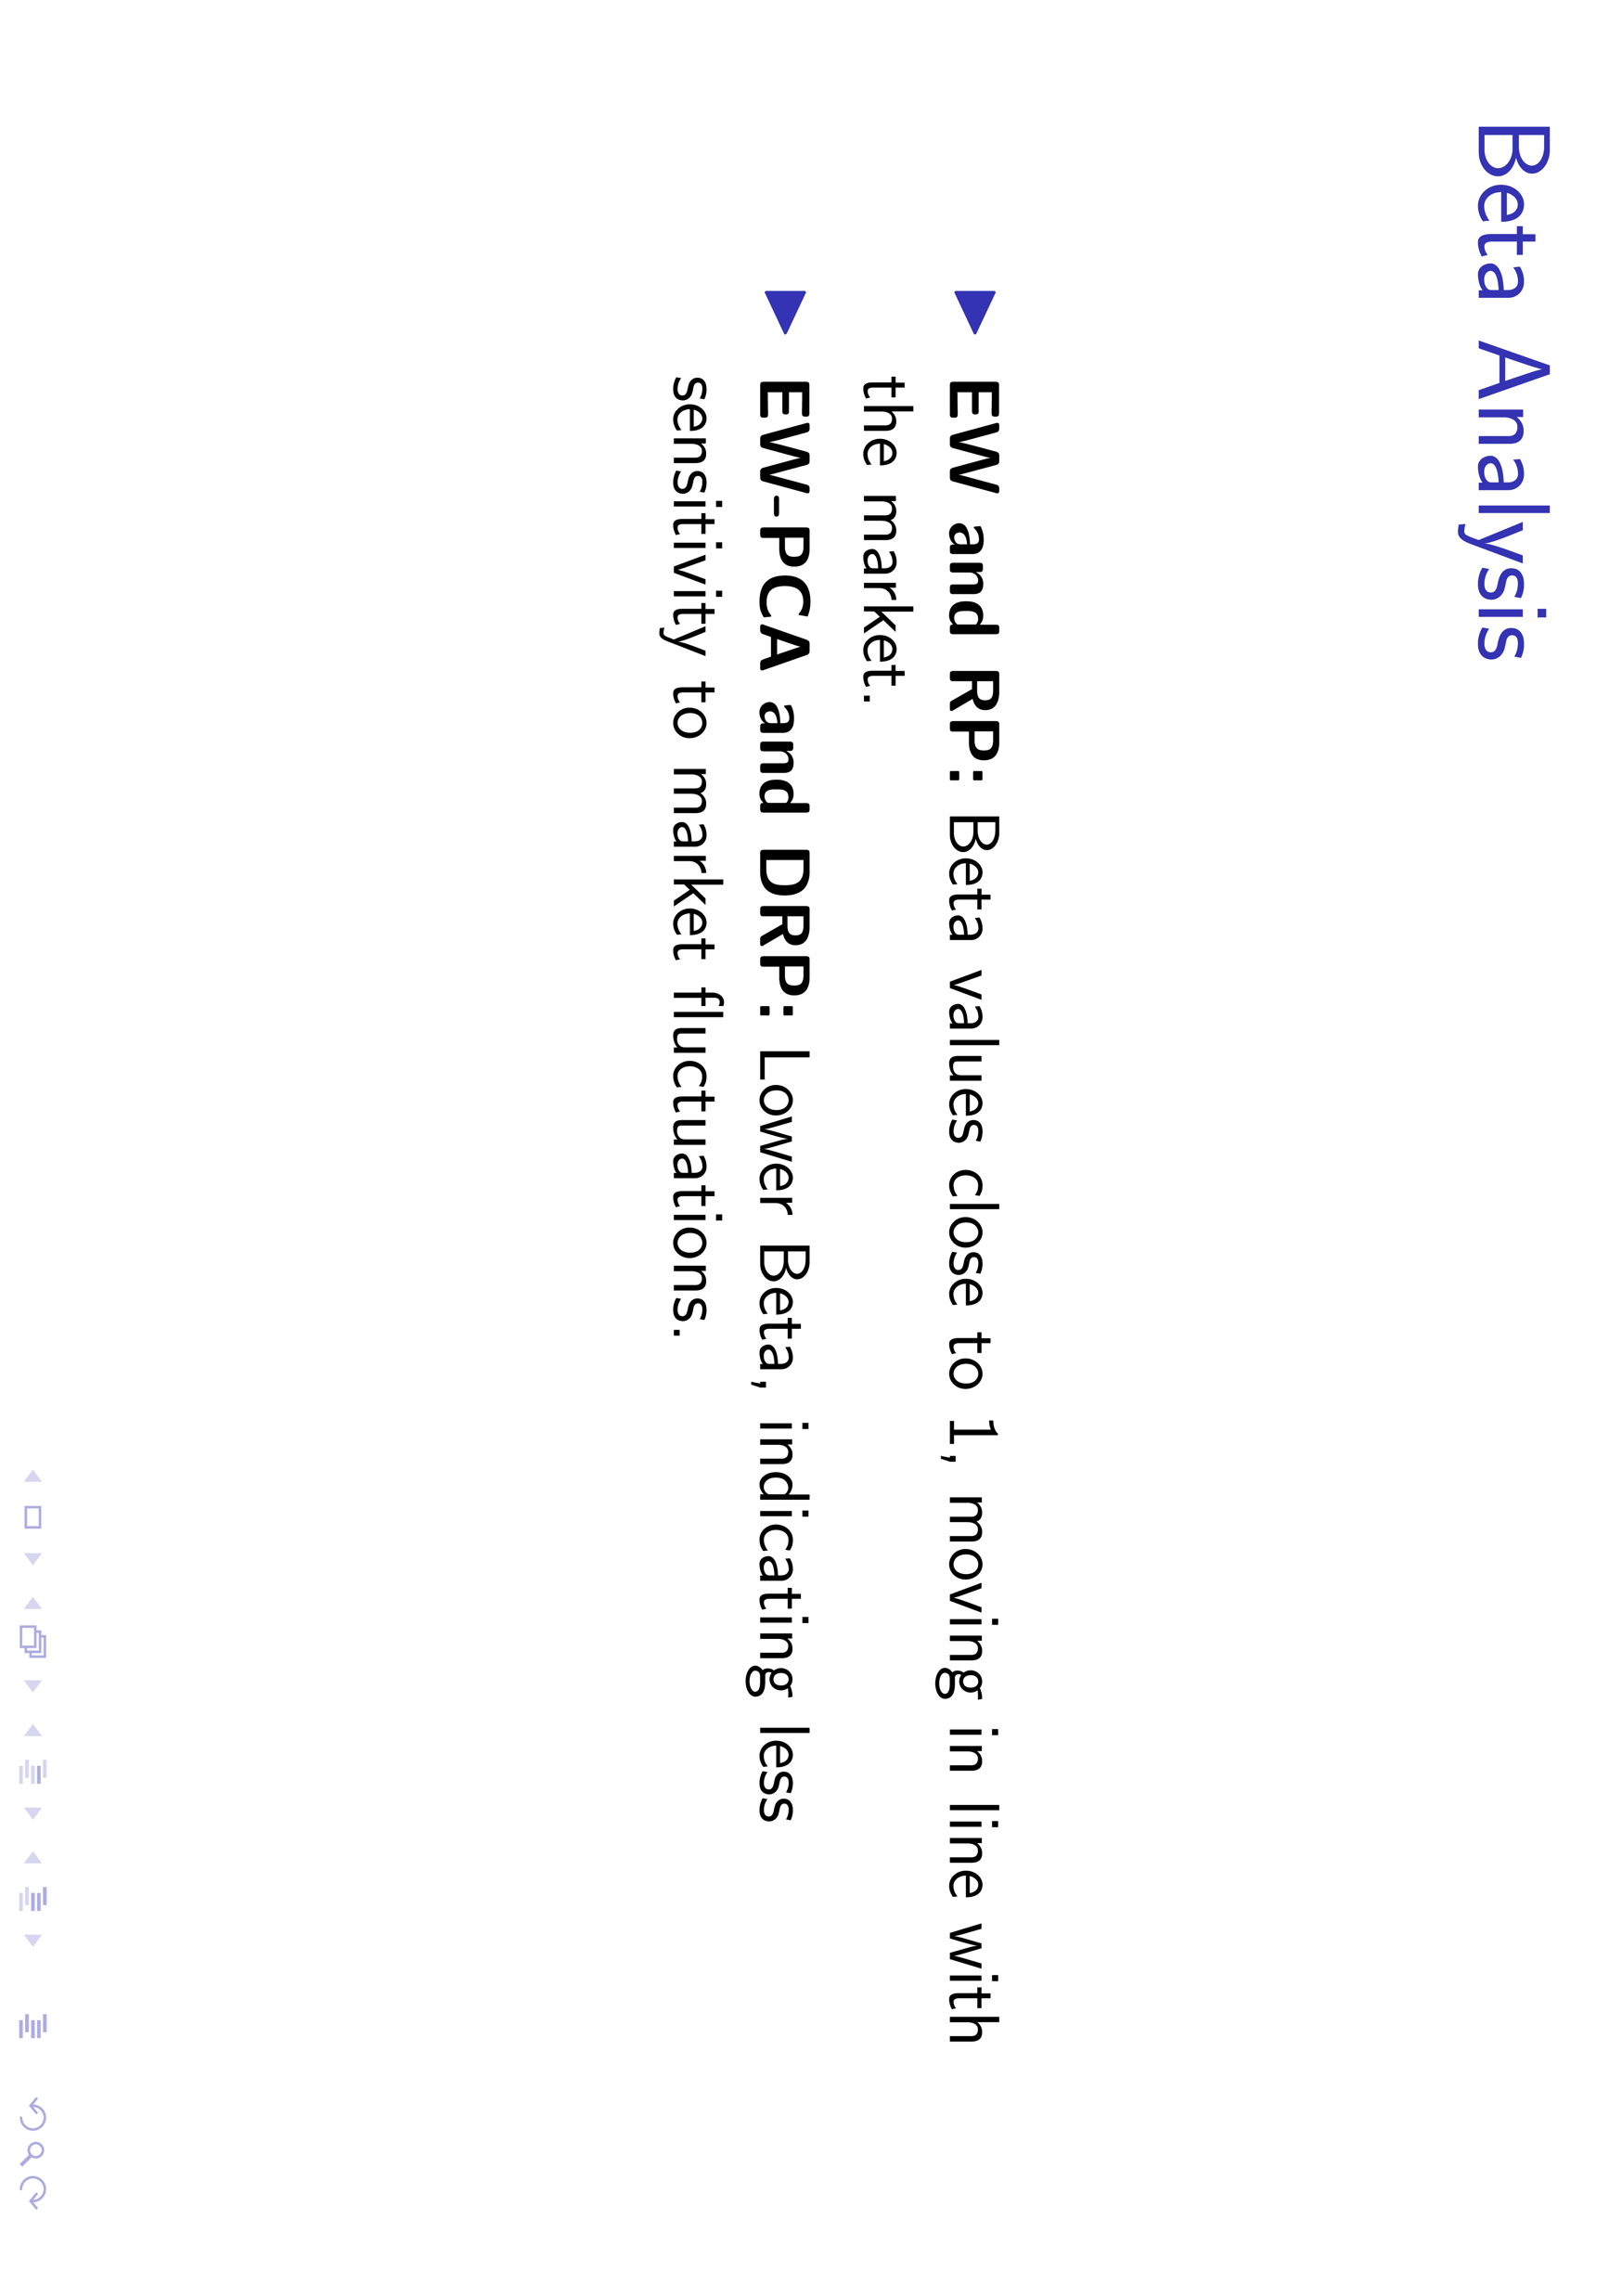 Beta Analysis
EW and RP: Beta values close to 1, moving in line with
the market.
EW-PCA and DRP: Lower Beta, indicating less
sensitivity to market fluctuations.